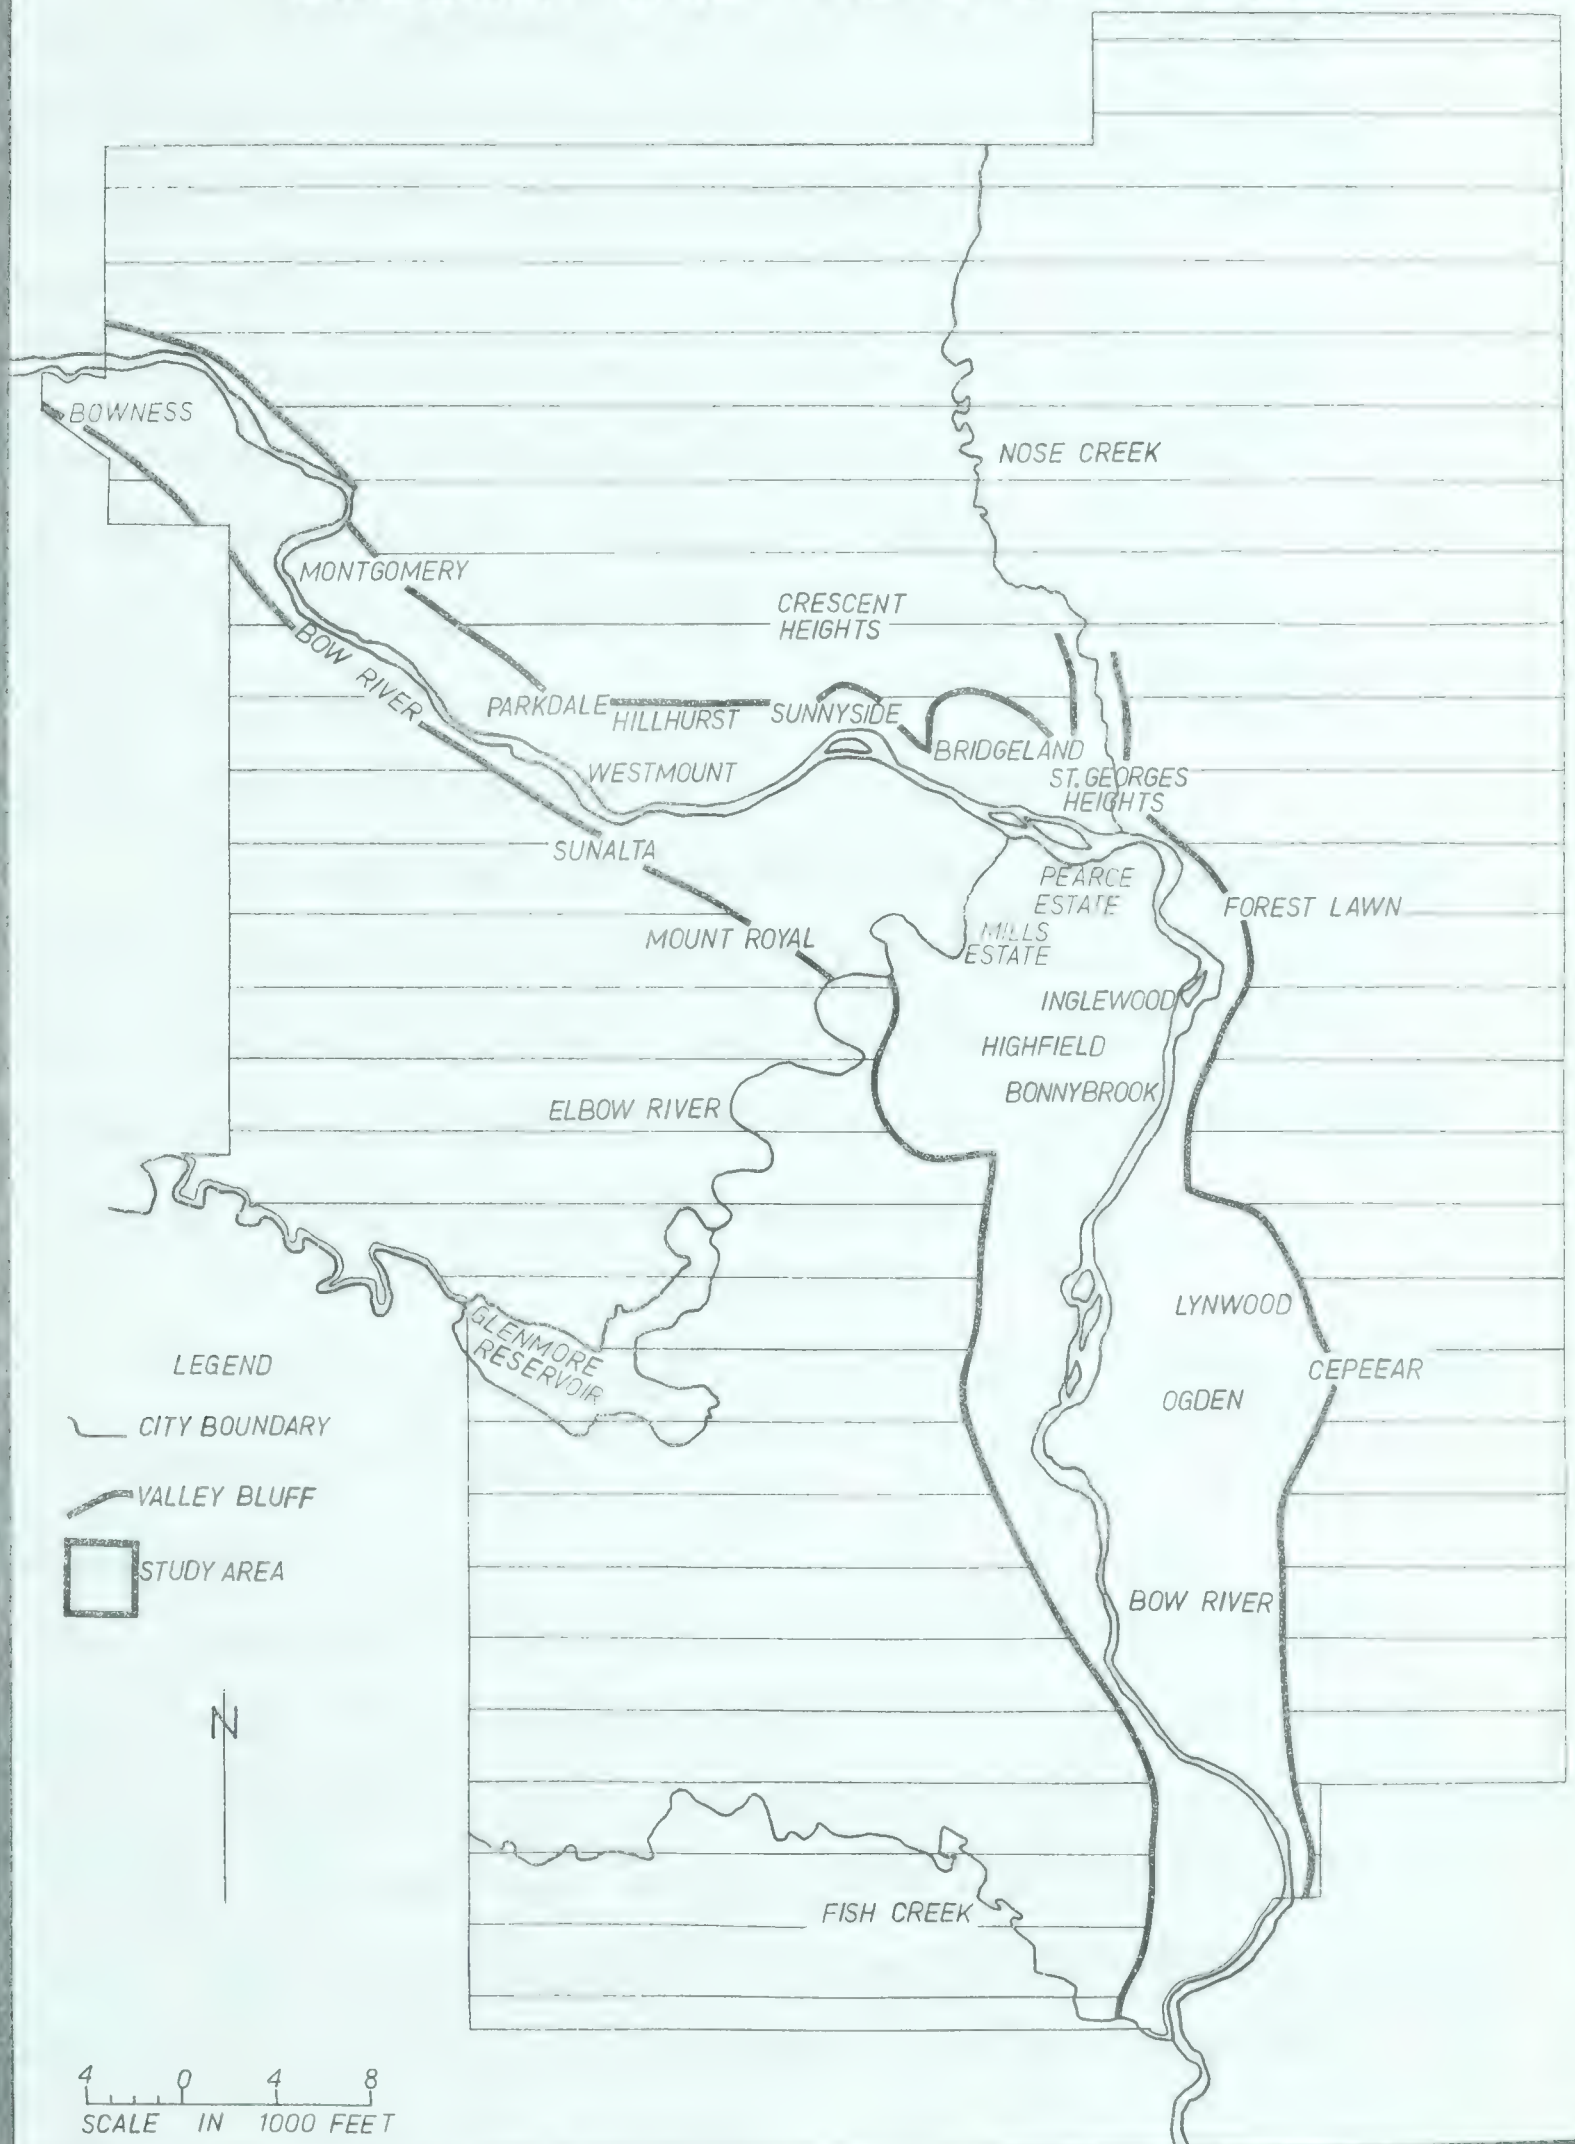 BOWNESS
NOSE CREEK
MONTGOMERY
CRESCENT
HEIGHTS
BOW RIVER
PARKDALE
HILLHURST
SUNNYSIDE
BRIDGELAND
WESTMOUNT
ST. GEORGES
HEIGHTS
SUNALTA
PEARCE
ESTATE
FOREST LAWN
MOUNT ROYAL
MILLS
ESTATE
INGLEWOOD
HIGHFIELD
BONNYBROOK
ELBOW RIVER
LYNWOOD
GLENMORE
RESERVOIR
CEPEEAR
OGDEN
LEGEND
CITY BOUNDARY
VALLEY BLUFF
STUDY AREA
BOW RIVER
N
FISH CREEK
4 0 4 8
SCALE IN 1000 FEET